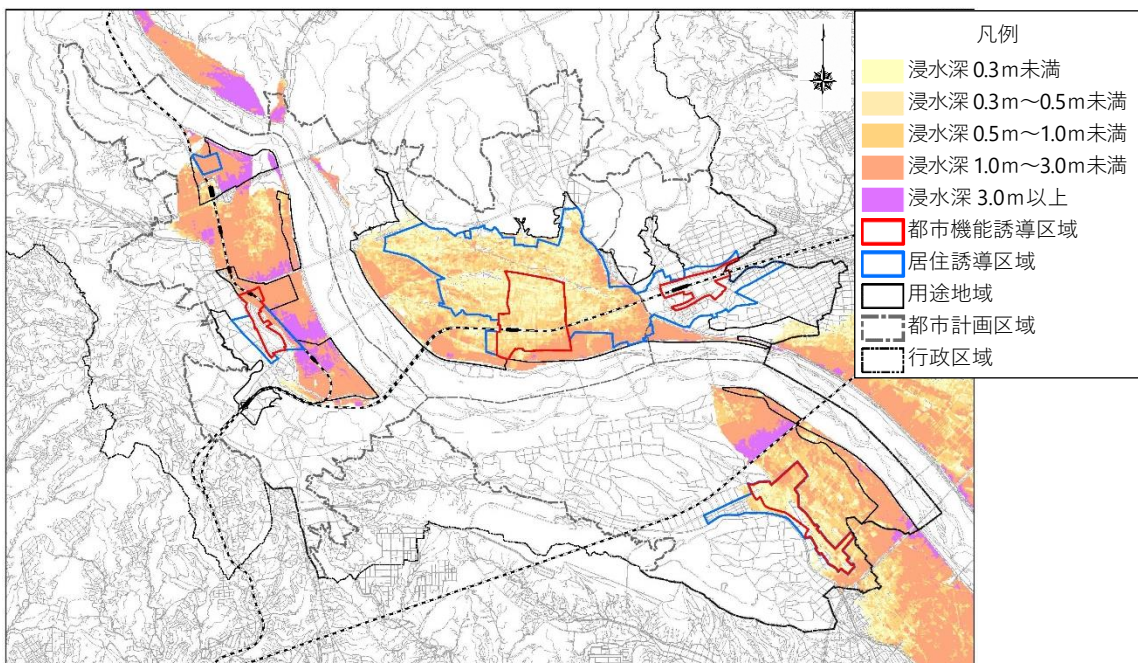 凡例
浸水深 0.3m未満
浸水深 0.3m~0.5m未満
浸水深 0.5m~1.0m未満
浸水深 1.0m~3.0m未満
浸水深 3.0m以上
都市機能誘導区域
居住誘導区域
用途地域
都市計画区域
行政区域